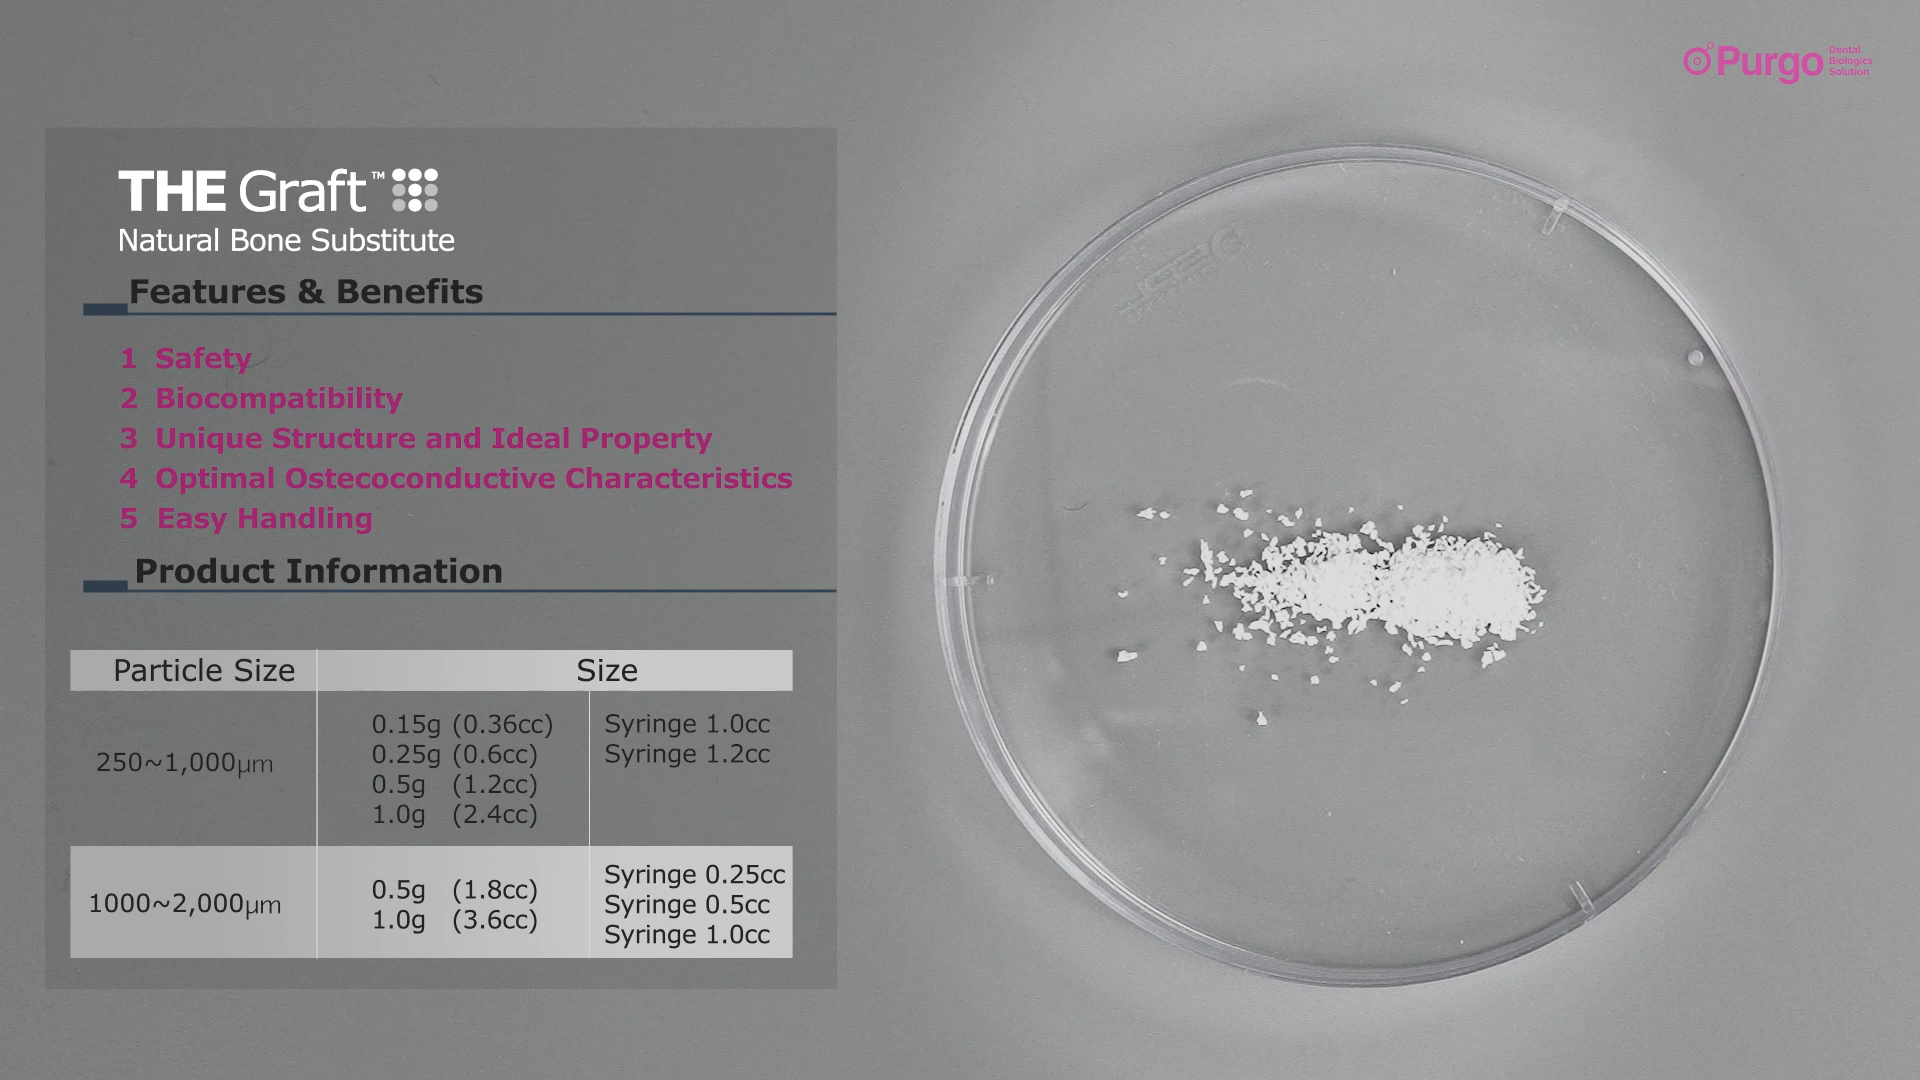 Purgo
Dental
Biologics
Solution
THE Graft™
Natural Bone Substitute
Features & Benefits
1 Safety
2 Biocompatibility
3 Unique Structure and Ideal Property
4 Optimal Ostecoconductive Characteristics
5 Easy Handling
Product Information
Particle Size Size
250~1,000µm
0.15g (0.36cc) Syringe 1.0cc
0.25g (0.6cc) Syringe 1.2cc
0.5g (1.2cc)
1.0g (2.4cc)
1000~2,000µm
0.5g (1.8cc)
1.0g (3.6cc)
Syringe 0.25cc
Syringe 0.5cc
Syringe 1.0cc